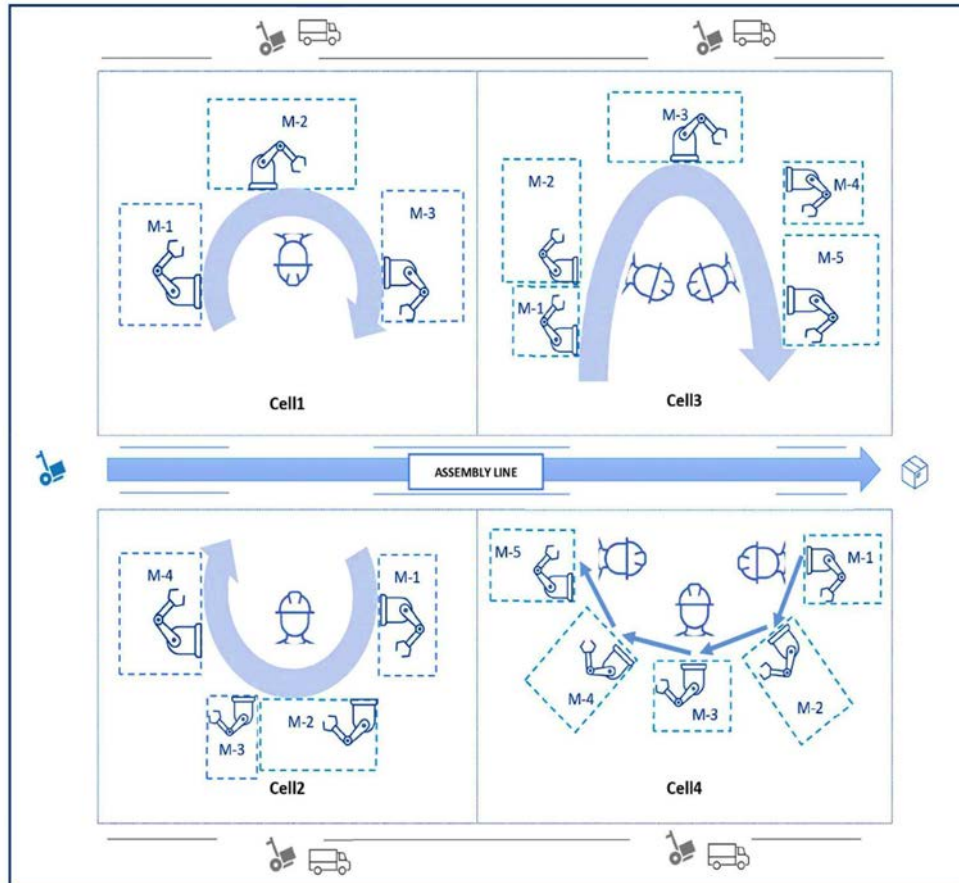 M-2
M-1
M-3
Cell1
M-3
M-2
M-4
M-5
M-1
Cell3
ASSEMBLY LINE
M-4
M-1
M-2
M-3
Cell2
M-5
M-1
M-4
M-3
M-2
Cell4